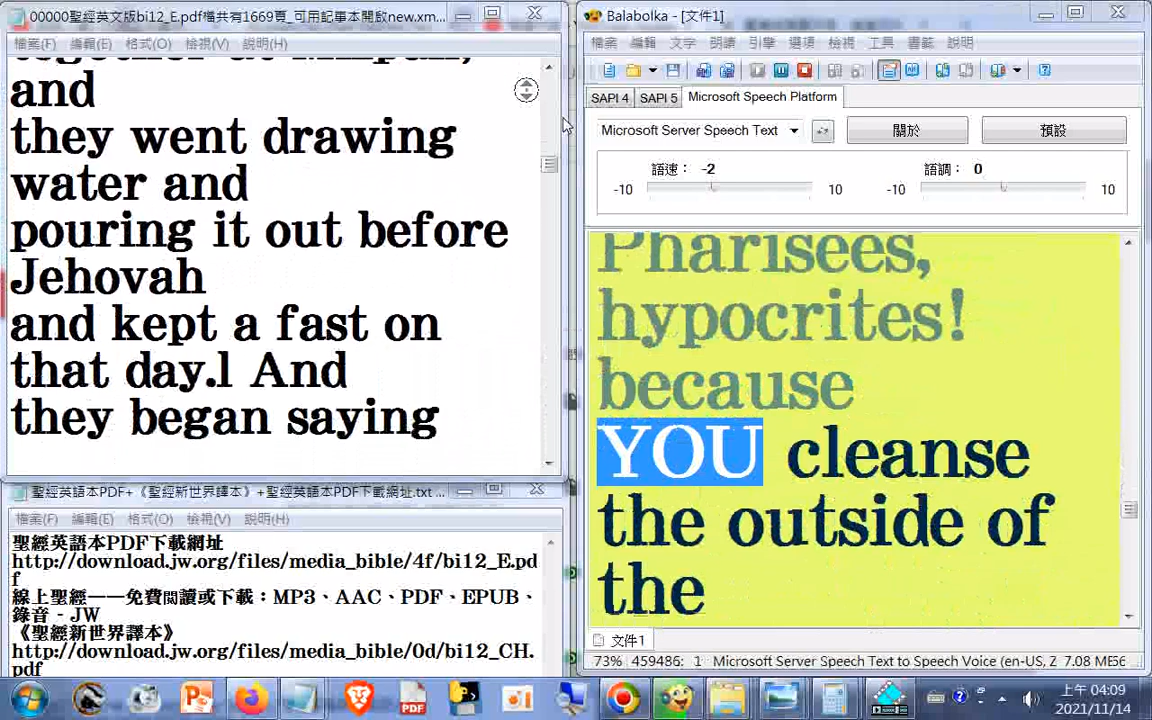 00000聖經英文版bi12_E.pdf檔共有1669頁_可用記事本開啟new.xm...
檔案(F) 編輯(E) 格式(O) 檢視(V) 說明(H)
and
they went drawing
water and
pouring it out before
Jehovah
and kept a fast on
that day.l And
they began saying
聖經英語本PDF+《聖經新世界譯本》+聖經英語本PDF下載網址.txt ...
檔案(F) 編輯(E) 格式(O) 檢視(V) 說明(H)
聖經英語本PDF下載網址
http://download.jw.org/files/media_bible/4f/bi12_E.pd
f
線上聖經——免費閱讀或下載：MP3、AAC、PDF、EPUB、
錄音 - JW
《聖經新世界譯本》
http://download.jw.org/files/media_bible/0d/bi12_CH.
pdf
Balabolka - [文件1]
檔案 編輯 文字 朗讀 引擎 選項 檢視 工具 書籤 說明
SAPI 4 SAPI 5 Microsoft Speech Platform
Microsoft Server Speech Text 關於 預設
語速： -2 語調： 0
-10 10 -10 10
Pharisees,
hypocrites!
because
YOU cleanse
the outside of
the
文件1
73% 459486: 1 Microsoft Server Speech Text to Speech Voice (en-US, Z 7.08 ME56
上午 04:09
2021/11/14